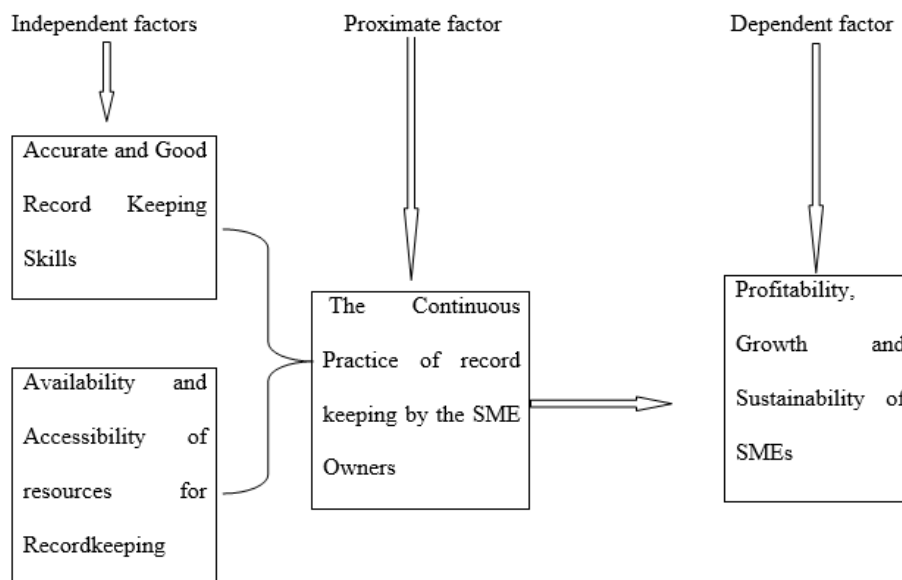 Independent factors
Proximate factor
Dependent factor
Accurate and Good
Record Keeping
Skills
Availability and
Accessibility of
resources for
Recordkeeping
The Continuous
Practice of record
keeping by the SME
Owners
Profitability,
Growth and
Sustainability of
SMEs